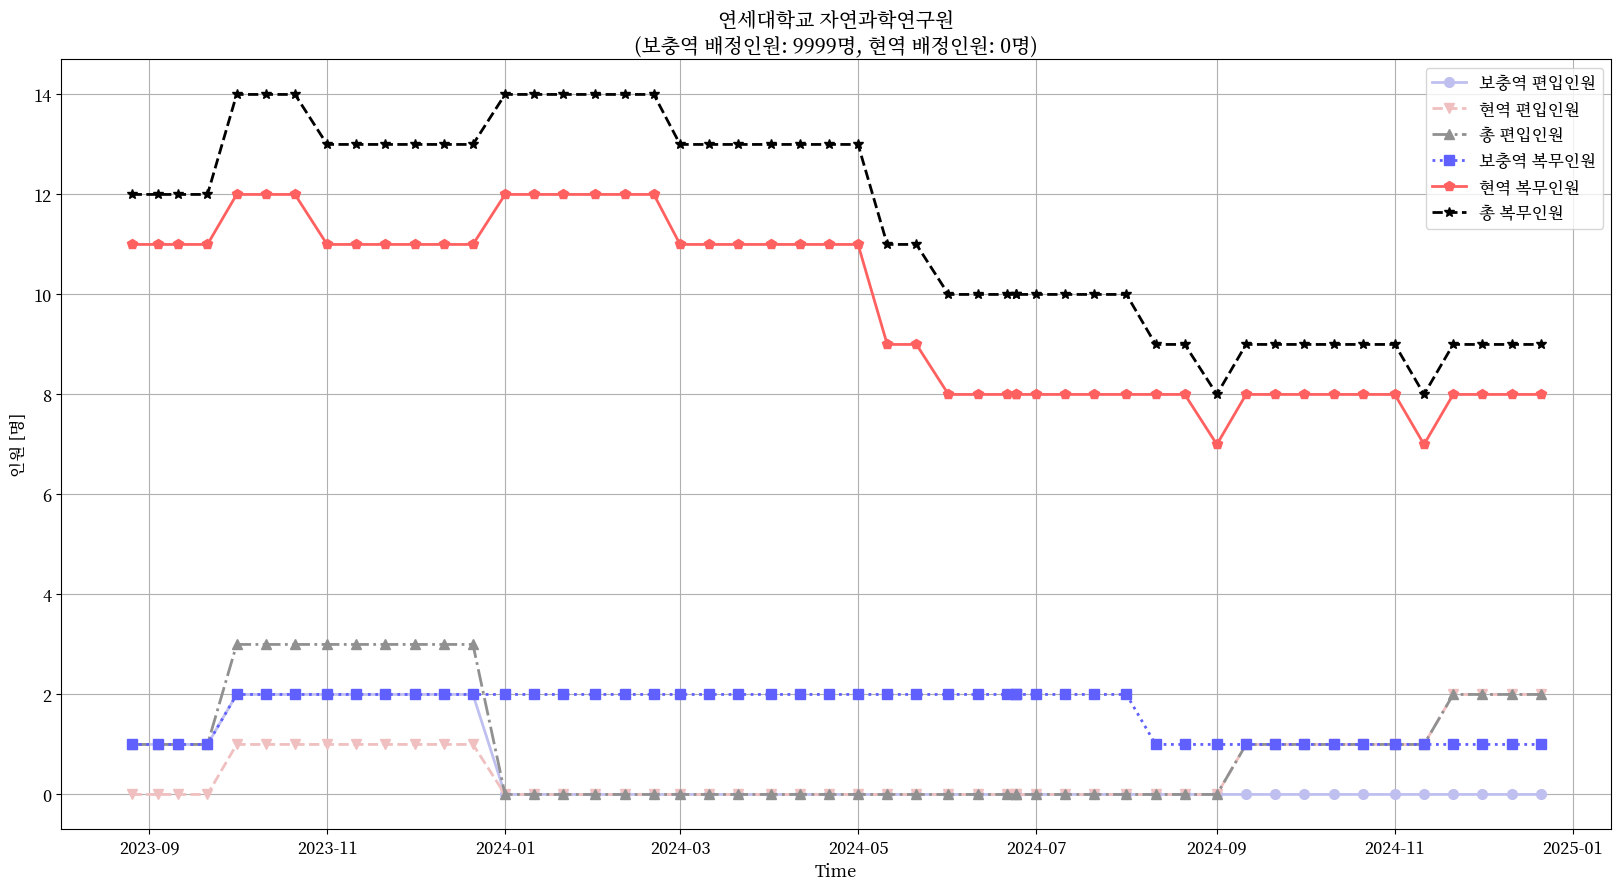 연세대학교 자연과학연구원
(보충역 배정인원: 9999명, 현역 배정인원: 0명)
보충역 편입인원
현역 편입인원
총 편입인원
보충역 복무인원
현역 복무인원
총 복무인원
인원 [명]
14
12
10
8
6
4
2
0
2023-09
2023-11
2024-01
2024-03
2024-05
2024-07
2024-09
2024-11
2025-01
Time